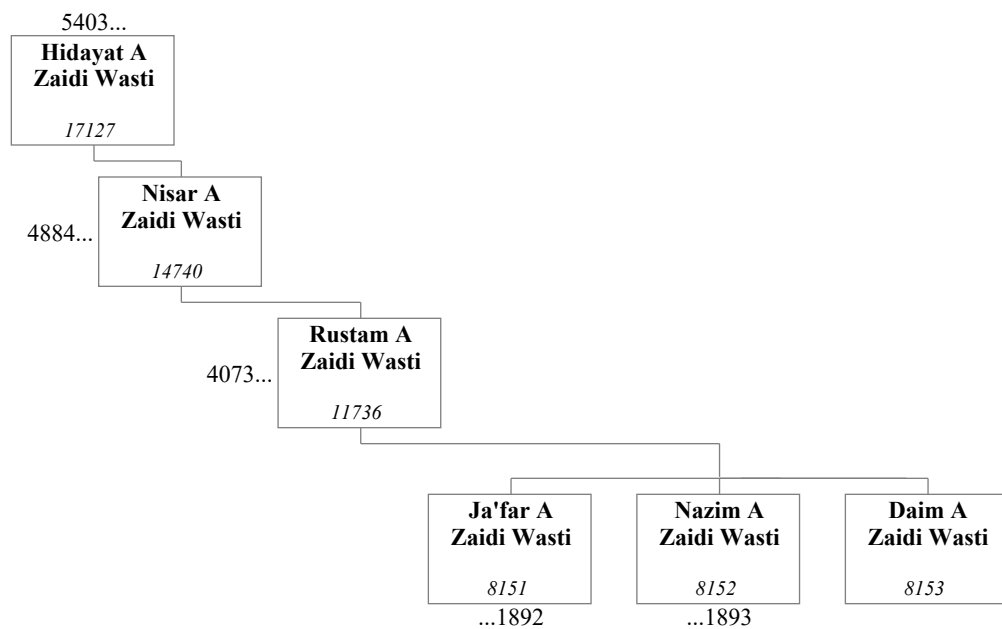 5403...
Hidayat A
Zaidi Wasti
17127
Nisar A
Zaidi Wasti
4884...
14740
Rustam A
Zaidi Wasti
4073...
11736
Ja'far A
Zaidi Wasti
8151
...1892
Nazim A
Zaidi Wasti
8152
...1893
Daim A
Zaidi Wasti
8153